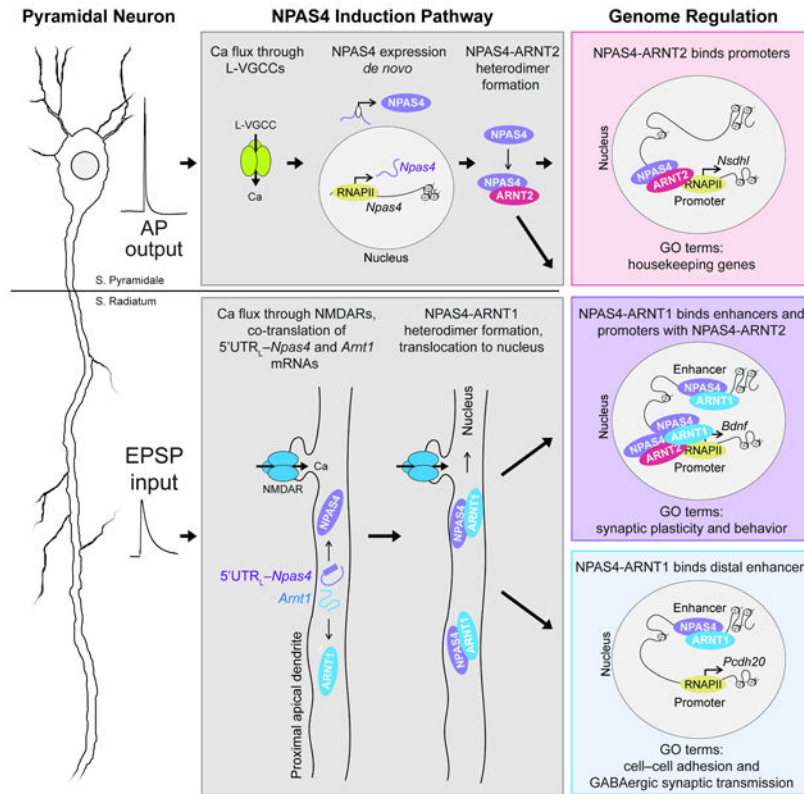 Pyramidal Neuron
NPAS4 Induction Pathway
Genome Regulation
Ca flux through
L-VGCCs
NPAS4 expression
de novo
NPAS4-ARNT2
heterodimer
formation
L-VGCC
Ca
NPAS4
Npas4
RNAPII
Npas4
Nucleus
NPAS4
NPAS4
ARNT2
NPAS4-ARNT2 binds promoters
Nucleus
Nsdhl
NPAS4
ARNT2
RNAPII
Promoter
GO terms:
housekeeping genes
AP
output
S. Pyramidale
S. Radiatum
EPSP
input
Ca flux through NMDARs,
co-translation of
5'UTRL–Npas4 and Arnt1
mRNAs
NPAS4-ARNT1
heterodimer formation,
translocation to nucleus
Ca
NMDAR
NPAS4
5'UTRL–Npas4
Arnt1
ARNT1
Proximal apical dendrite
Nucleus
NPAS4
ARNT1
NPAS4
ARNT1
NPAS4-ARNT1 binds enhancers and
promoters with NPAS4-ARNT2
Nucleus
Enhancer
NPAS4
ARNT1
Bdnf
NPAS4
ARNT1
NPAS4
ARNT2
RNAPII
Promoter
GO terms:
synaptic plasticity and behavior
NPAS4-ARNT1 binds distal enhancer
Nucleus
Enhancer
NPAS4
ARNT1
Pcdh20
RNAPII
Promoter
GO terms:
cell–cell adhesion and
GABAergic synaptic transmission